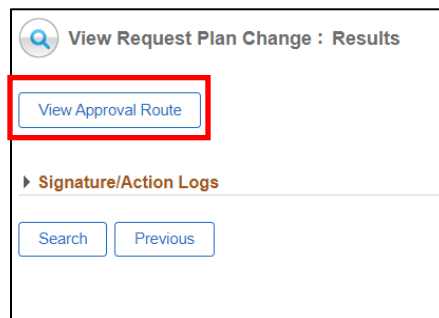 View Request Plan Change : Results
View Approval Route
Signature/Action Logs
Search Previous